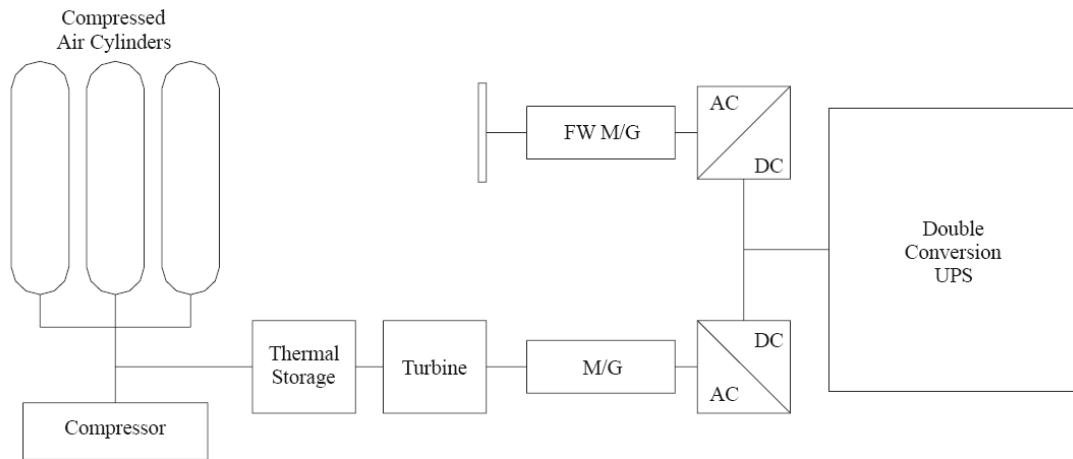 Compressed
Air Cylinders
AC
DC
FW M/G
Double
Conversion
UPS
Thermal
Storage
Turbine
M/G
DC
AC
Compressor